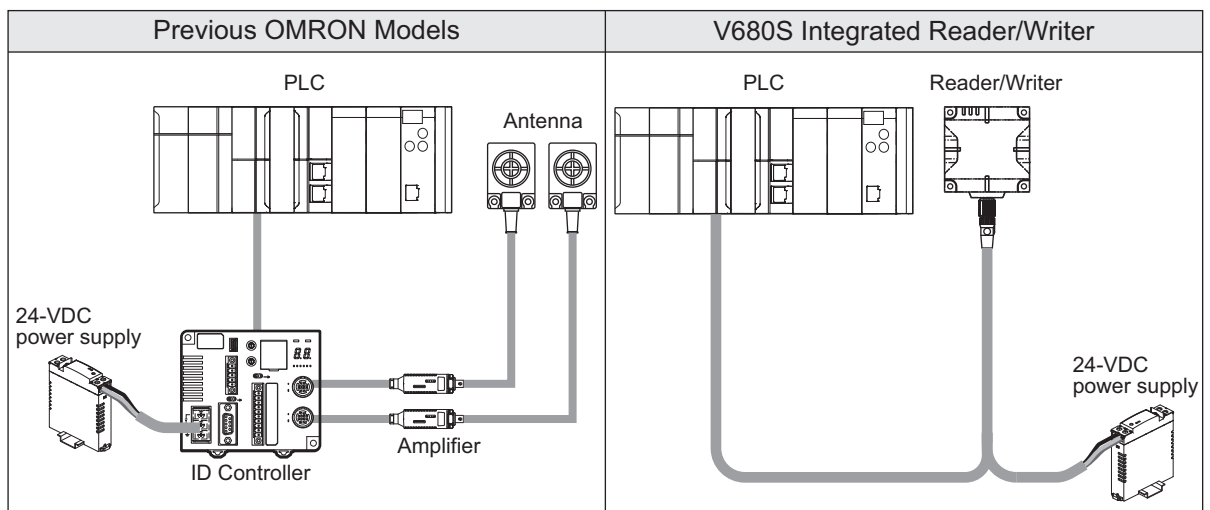 Previous OMRON Models
V680S Integrated Reader/Writer
PLC
Antenna
24-VDC
power supply
Amplifier
ID Controller
PLC
Reader/Writer
24-VDC
power supply